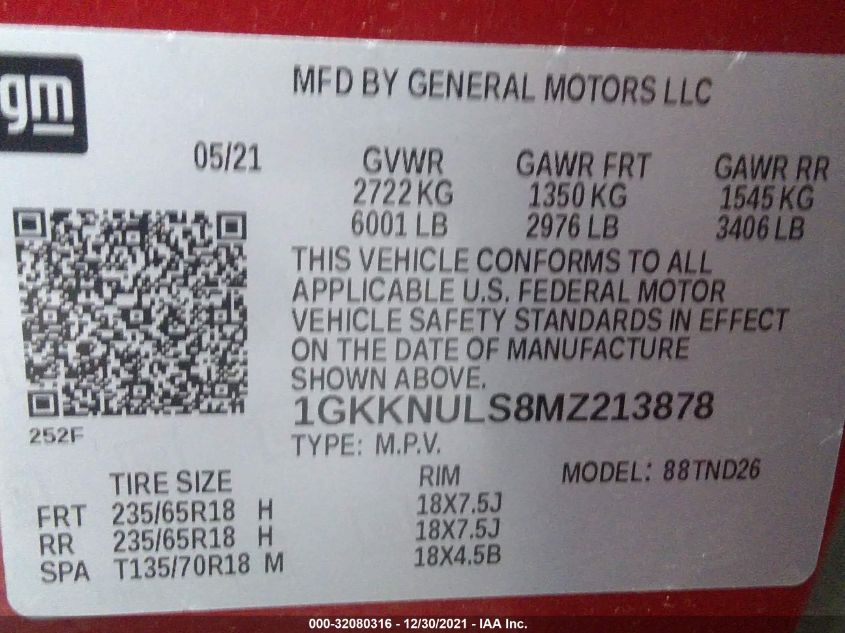 gm
MFD BY GENERAL MOTORS LLC
05/21 GVWR GAWR FRT GAWR RR
2722 KG 1350 KG 1545 KG
6001 LB 2976 LB 3406 LB
THIS VEHICLE CONFORMS TO ALL
APPLICABLE U.S. FEDERAL MOTOR
VEHICLE SAFETY STANDARDS IN EFFECT
ON THE DATE OF MANUFACTURE
SHOWN ABOVE.
1GKKNULS8MZ213878
252F
TYPE: M.P.V.
TIRE SIZE RIM MODEL: 88TND26
FRT 235/65R18 H 18X7.5J
RR 235/65R18 H 18X7.5J
SPA T135/70R18 M 18X4.5B
000-32080316 - 12/30/2021 - IAA Inc.